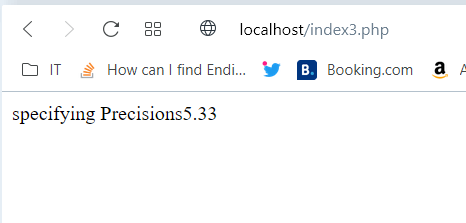 localhost/index3.php
IT How can I find Endi... B. Booking.com a A
specifying Precisions5.33